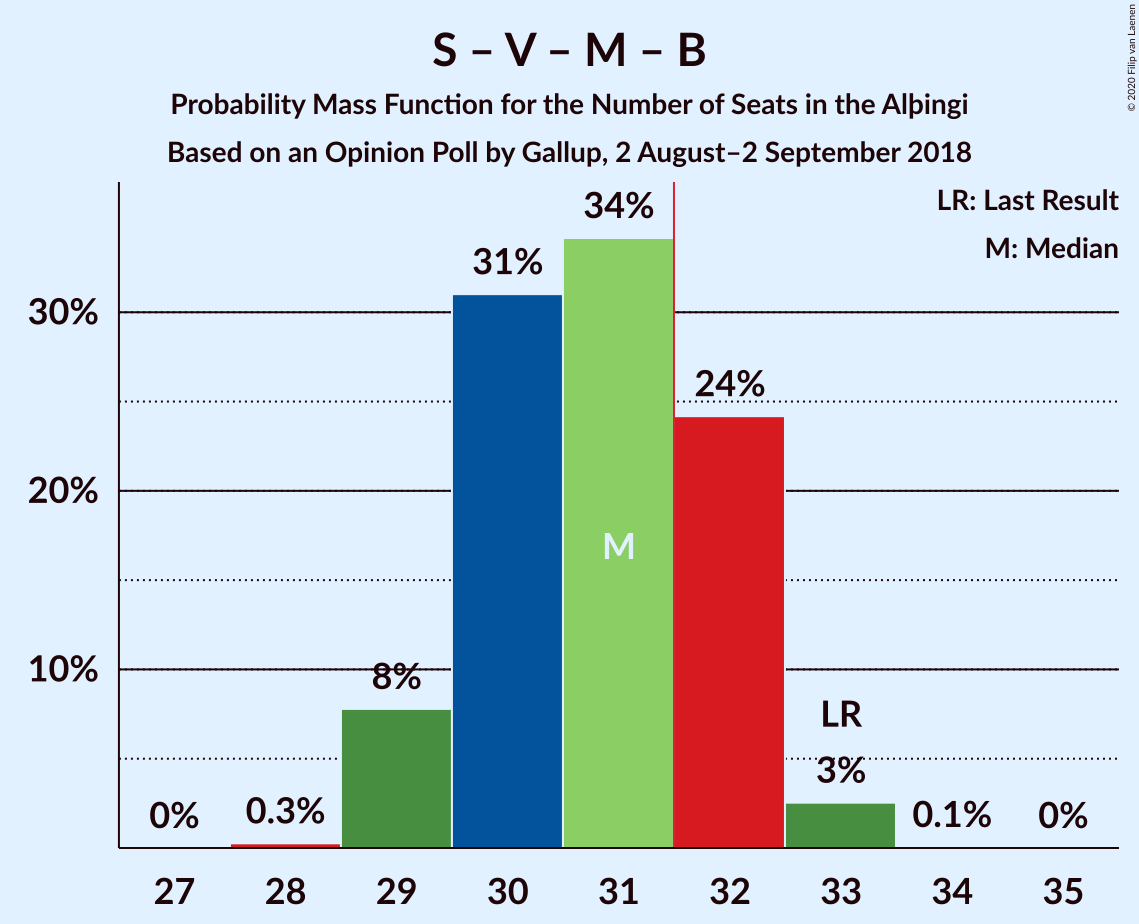 S – V – M – B
Probability Mass Function for the Number of Seats in the Alþingi
Based on an Opinion Poll by Gallup, 2 August–2 September 2018
© 2020 Filip van Laenen
LR: Last Result
M: Median
34%
31%
30%
24%
20%
M
10%
8%
LR
3%
0%
0.3%
0.1%
0%
27 28 29 30 31 32 33 34 35